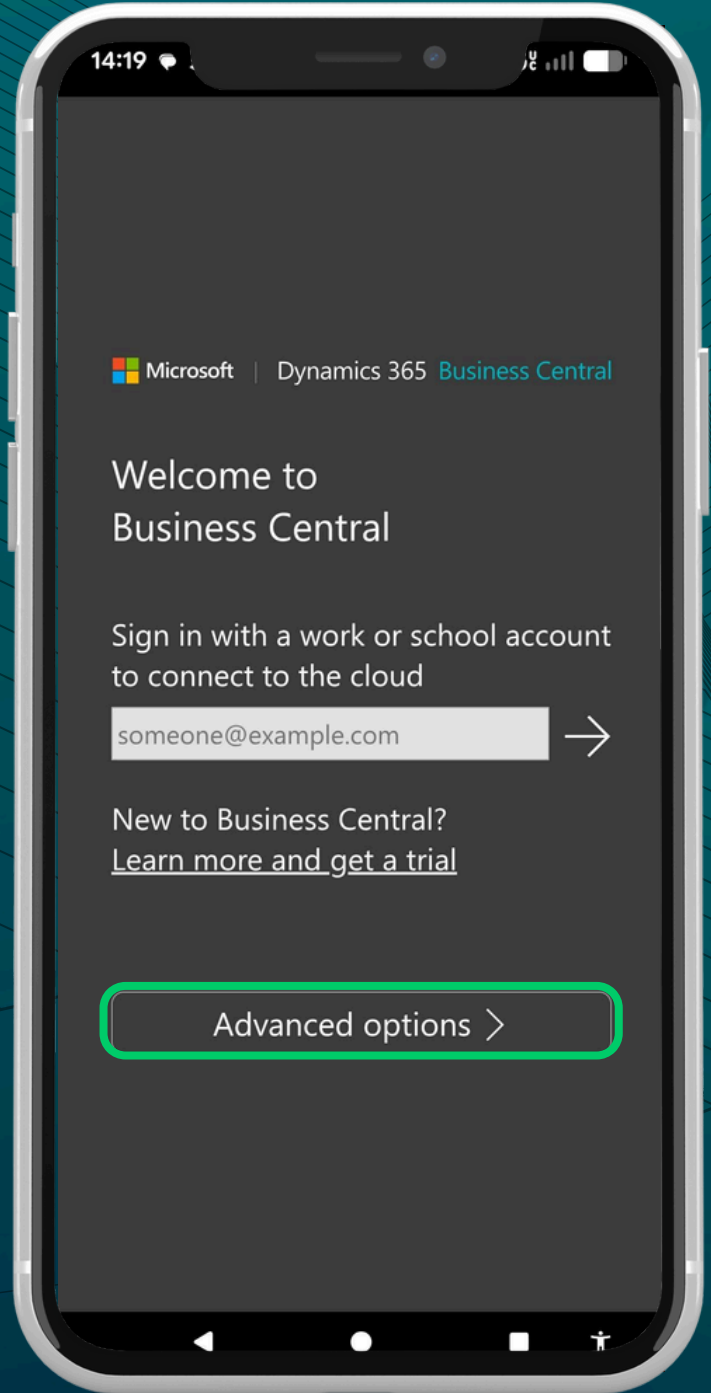 14:19
Microsoft | Dynamics 365 Business Central
Welcome to
Business Central
Sign in with a work or school account
to connect to the cloud
someone@example.com
New to Business Central?
Learn more and get a trial
Advanced options >